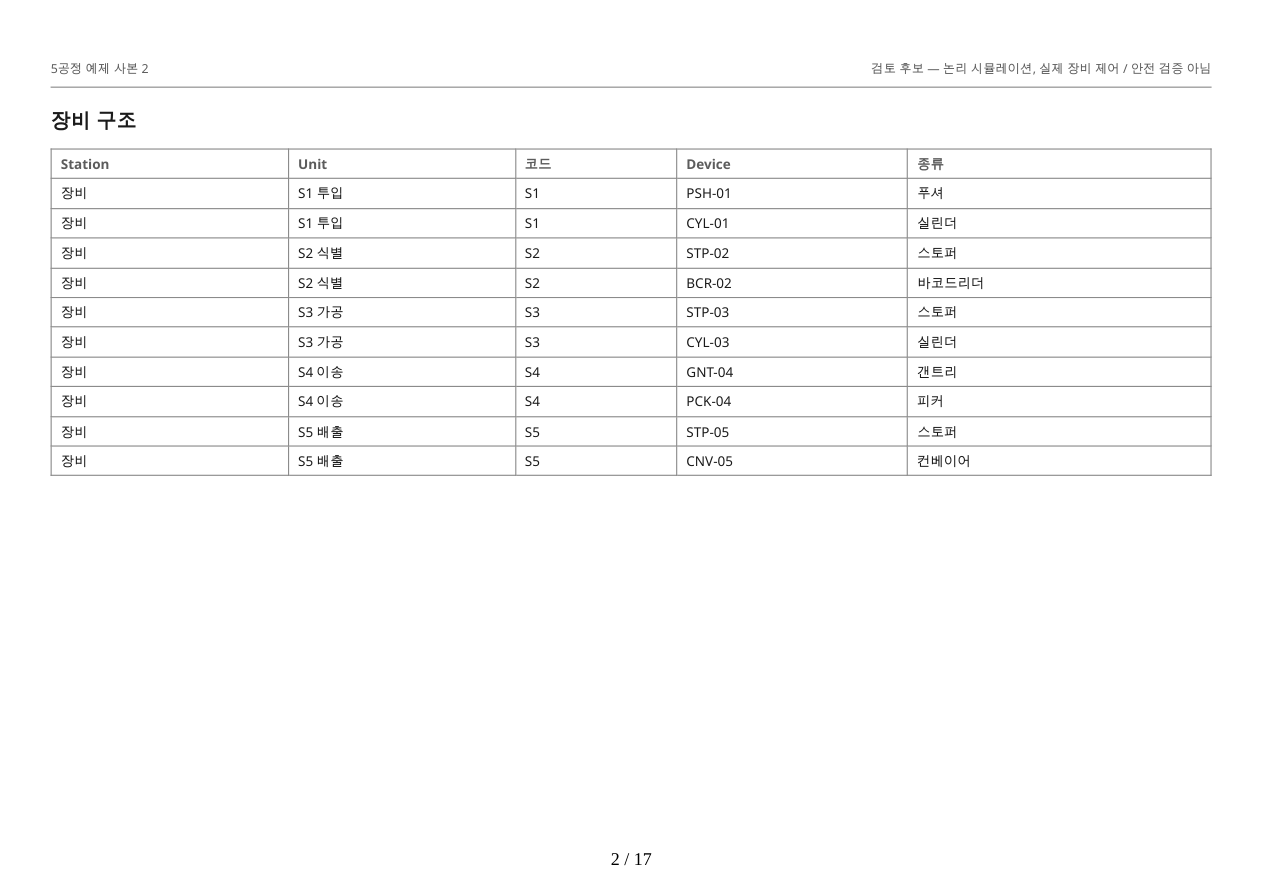 5공정 예제 사본 2 검토 후보 — 논리 시뮬레이션, 실제 장비 제어 / 안전 검증 아님
장비 구조
Station Unit 코드 Device 종류
장비 S1 투입 S1 PSH-01 푸셔
장비 S1 투입 S1 CYL-01 실린더
장비 S2 식별 S2 STP-02 스토퍼
장비 S2 식별 S2 BCR-02 바코드리더
장비 S3 가공 S3 STP-03 스토퍼
장비 S3 가공 S3 CYL-03 실린더
장비 S4 이송 S4 GNT-04 갠트리
장비 S4 이송 S4 PCK-04 피커
장비 S5 배출 S5 STP-05 스토퍼
장비 S5 배출 S5 CNV-05 컨베이어
2 / 17